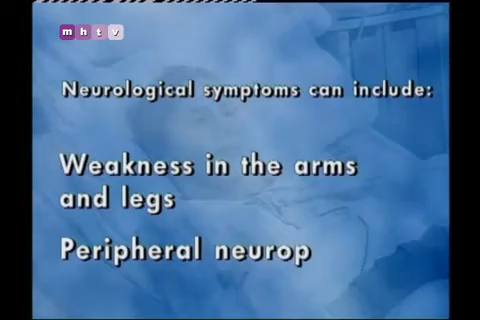 mhtv
Neurological symptoms can include:
Weakness in the arms
and legs
Peripheral neurop